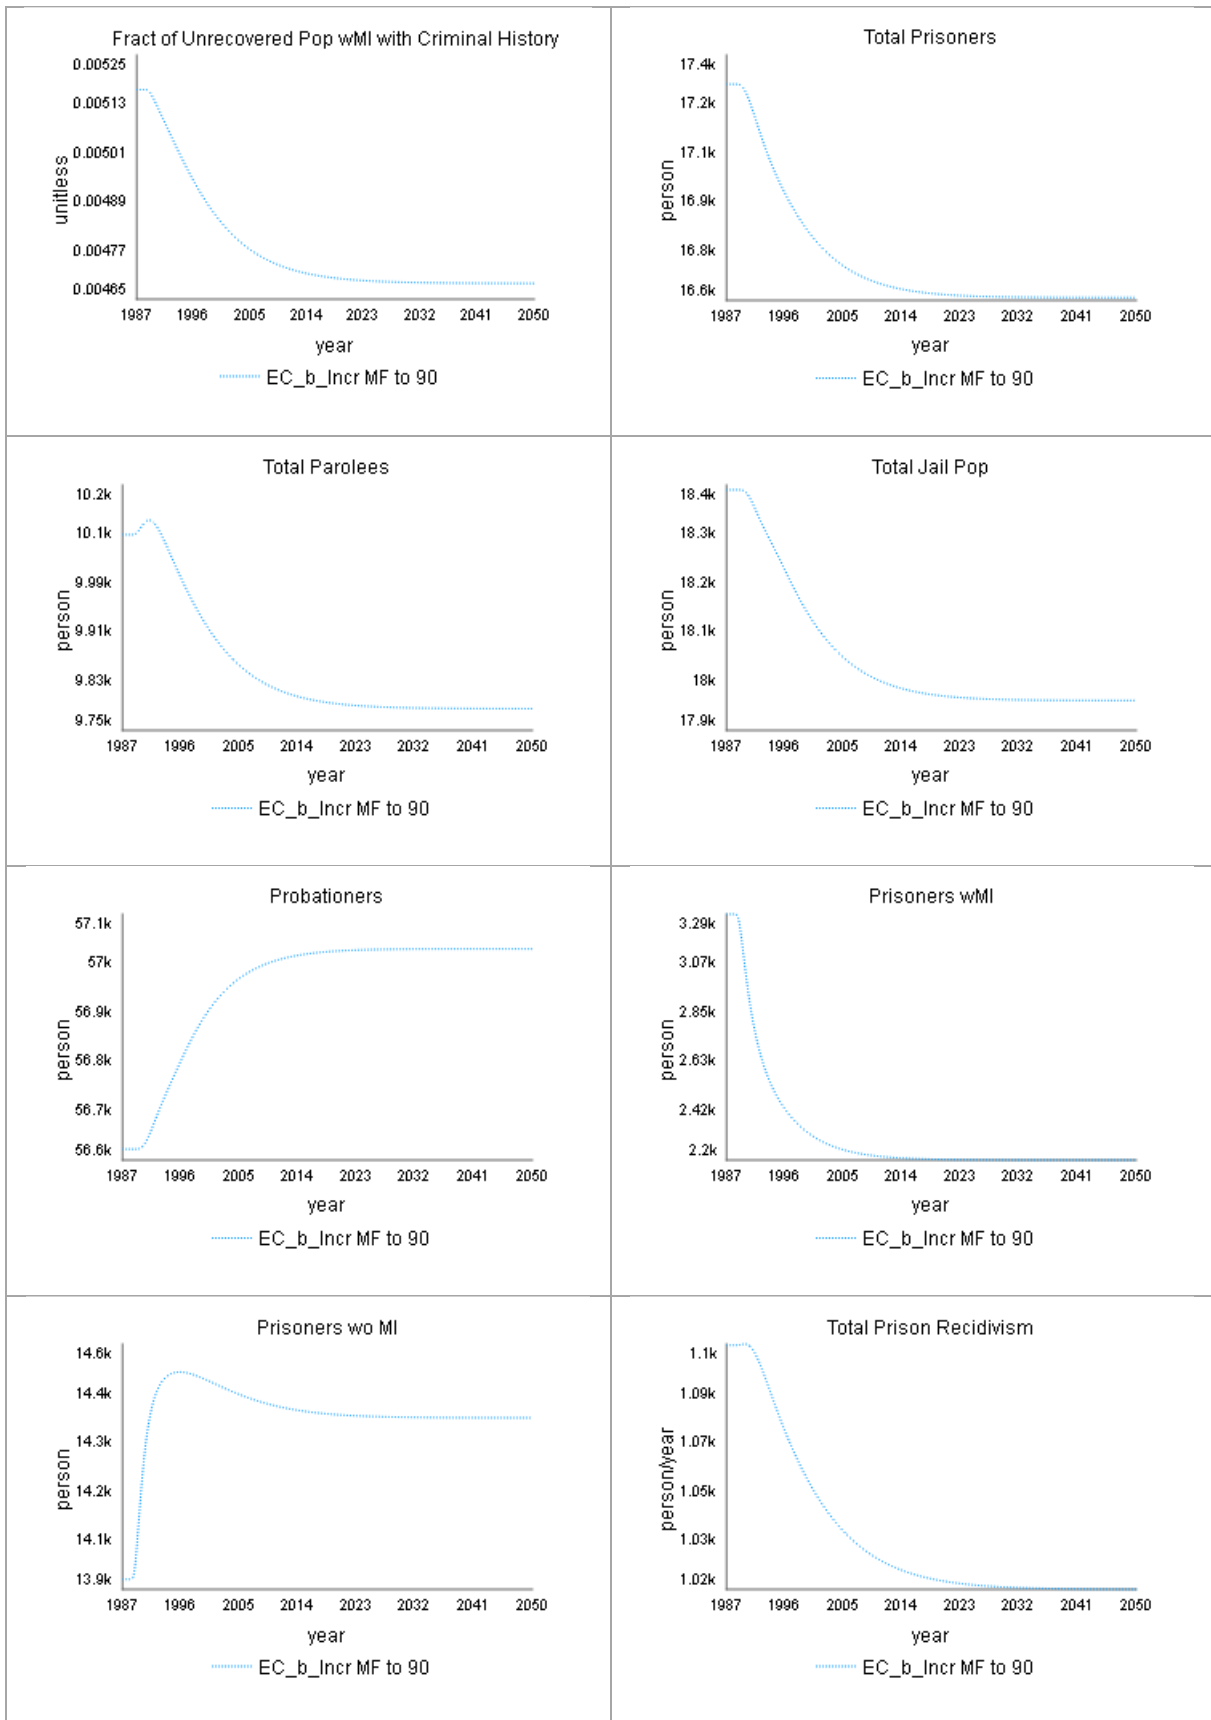 Fract of Unrecovered Pop wMI with Criminal History
0.00525
0.00513
0.00501
0.00489
0.00477
0.00465
unitless
1987 1996 2005 2014 2023 2032 2041 2050
year
EC_b_Incr MF to 90
Total Prisoners
17.4k
17.2k
17.1k
16.9k
16.8k
16.6k
person
1987 1996 2005 2014 2023 2032 2041 2050
year
EC_b_Incr MF to 90
Total Parolees
10.2k
10.1k
9.99k
9.91k
9.83k
9.75k
person
1987 1996 2005 2014 2023 2032 2041 2050
year
EC_b_Incr MF to 90
Total Jail Pop
18.4k
18.3k
18.2k
18.1k
18k
17.9k
person
1987 1996 2005 2014 2023 2032 2041 2050
year
EC_b_Incr MF to 90
Probationers
57.1k
57k
56.9k
56.8k
56.7k
56.6k
person
1987 1996 2005 2014 2023 2032 2041 2050
year
EC_b_Incr MF to 90
Prisoners wMI
3.29k
3.07k
2.85k
2.63k
2.42k
2.2k
person
1987 1996 2005 2014 2023 2032 2041 2050
year
EC_b_Incr MF to 90
Prisoners wo MI
14.6k
14.4k
14.3k
14.2k
14.1k
13.9k
person
1987 1996 2005 2014 2023 2032 2041 2050
year
EC_b_Incr MF to 90
Total Prison Recidivism
1.1k
1.09k
1.07k
1.05k
1.03k
1.02k
person/year
1987 1996 2005 2014 2023 2032 2041 2050
year
EC_b_Incr MF to 90